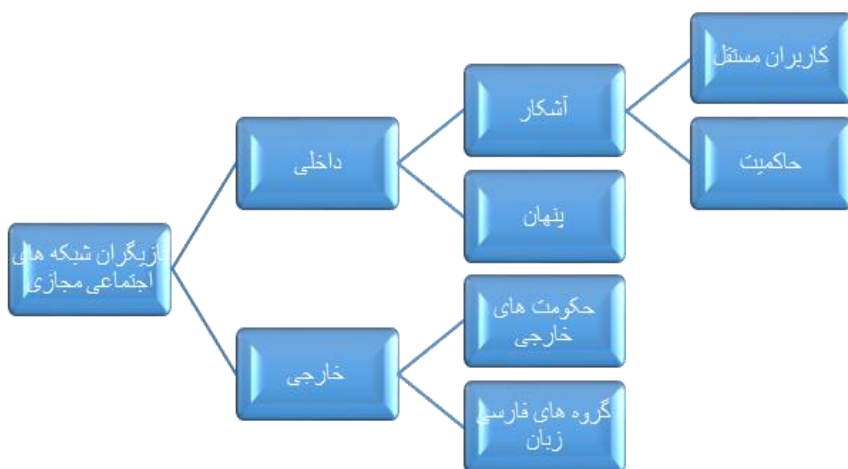 کاربران مستقل
آشکار
حاکمیت
داخلی
پنهان
بازیگران شبکه های
اجتماعی مجازی
حکومت های
خارجی
خارجی
گروه های فارسی
زبان